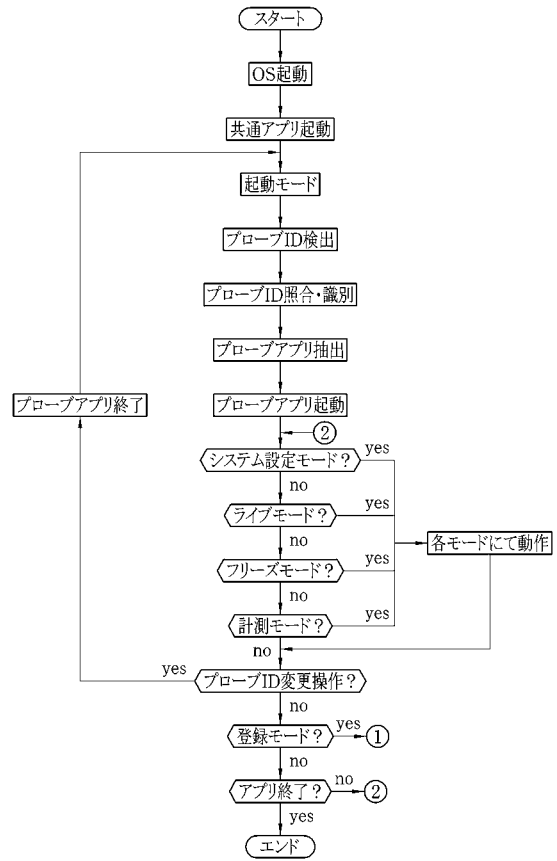 スタート
OS起動
共通アプリ起動
起動モード
プローブID検出
プローブID照合・識別
プローブアプリ抽出
プローブアプリ終了
プローブアプリ起動
②
システム設定モード？
yes
no
ライブモード？
yes
no
各モードにて動作
フリーズモード？
yes
no
計測モード？
yes
no
プローブID変更操作？
yes
no
登録モード？
yes
①
no
アプリ終了？
no
②
yes
エンド